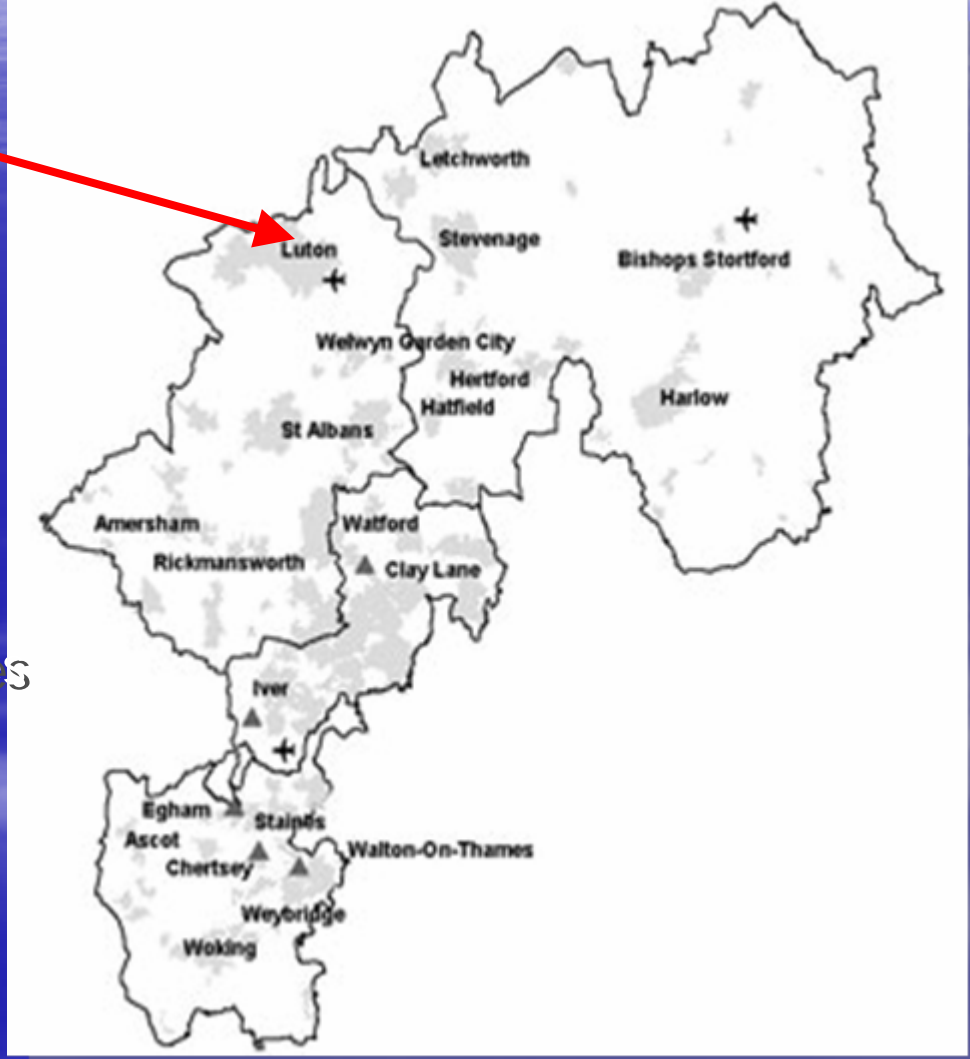 Letchworth
Stevenage
Luton
Bishops Stortford
Welwyn Garden City
Hertford
Harlow
Hatfield
St Albans
Amersham
Watford
Rickmansworth
Clay Lane
Iver
Egham
Staines
Ascot
Walton-On-Thames
Chertsey
Weybridge
Woking